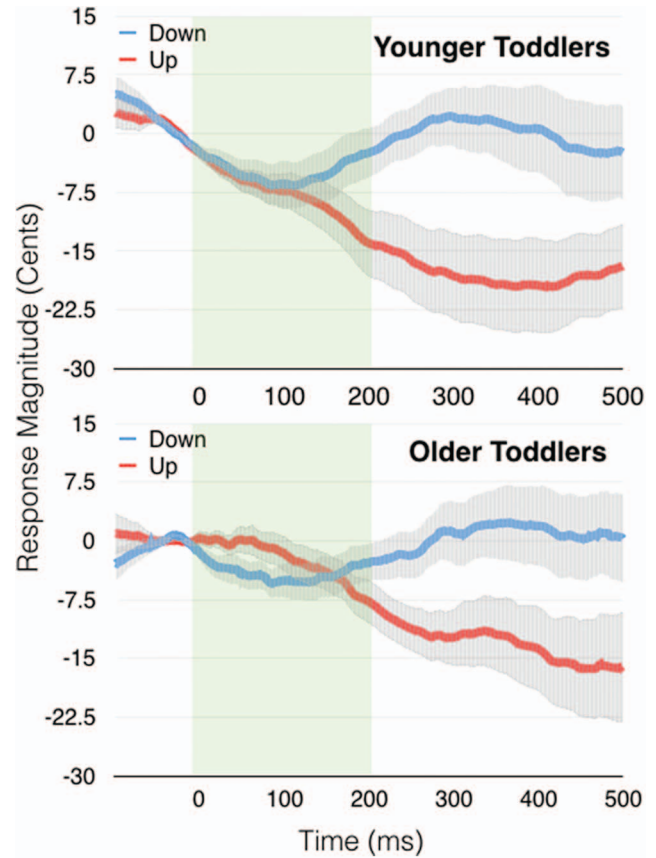 -15
Down
Up
Younger Toddlers
7.5
0
-7.5
-15
-22.5
-30
0 100 200 300 400 500
15
Down
Up
Older Toddlers
7.5
0
-7.5
-15
-22.5
-30
0 100 200 300 400 500
Response Magnitude (Cents)
Time (ms)